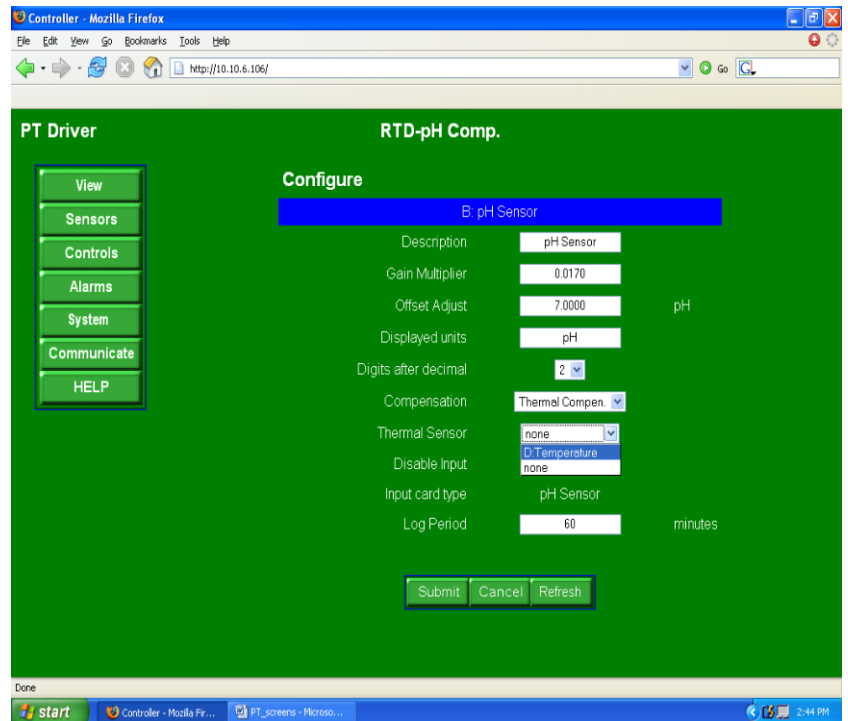 Controller - Mozilla Firefox
File Edit View Go Bookmarks Tools Help
http://10.10.6.106/
Go
PT Driver
RTD-pH Comp.
View
Sensors
Controls
Alarms
System
Communicate
HELP
Configure
B: pH Sensor
Description pH Sensor
Gain Multiplier 0.0170
Offset Adjust 7.0000 pH
Displayed units pH
Digits after decimal 2
Compensation Thermal Compen.
Thermal Sensor none
D:Temperature
none
Disable Input
Input card type pH Sensor
Log Period 60 minutes
Submit Cancel Refresh
Done
start Controller - Mozilla Fir... PT_screens - Microso... 2:44 PM